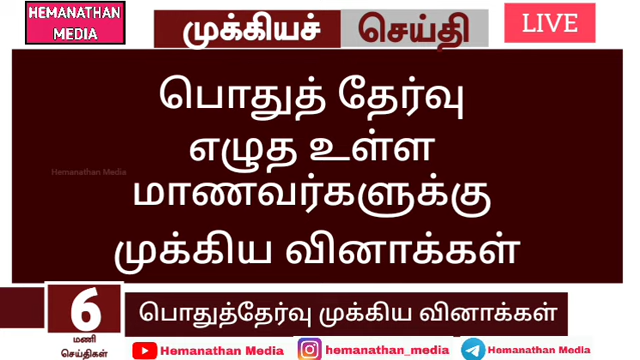 HEMANATHAN
MEDIA
முக்கியச் செய்தி
LIVE
பொதுத் தேர்வு
எழுத உள்ள
Hemanathan Media
மாணவர்களுக்கு
முக்கிய வினாக்கள்
6
மணி
செய்திகள்
பொதுத்தேர்வு முக்கிய வினாக்கள்
Hemanathan Media
hemanathan_media
Hemanathan Media